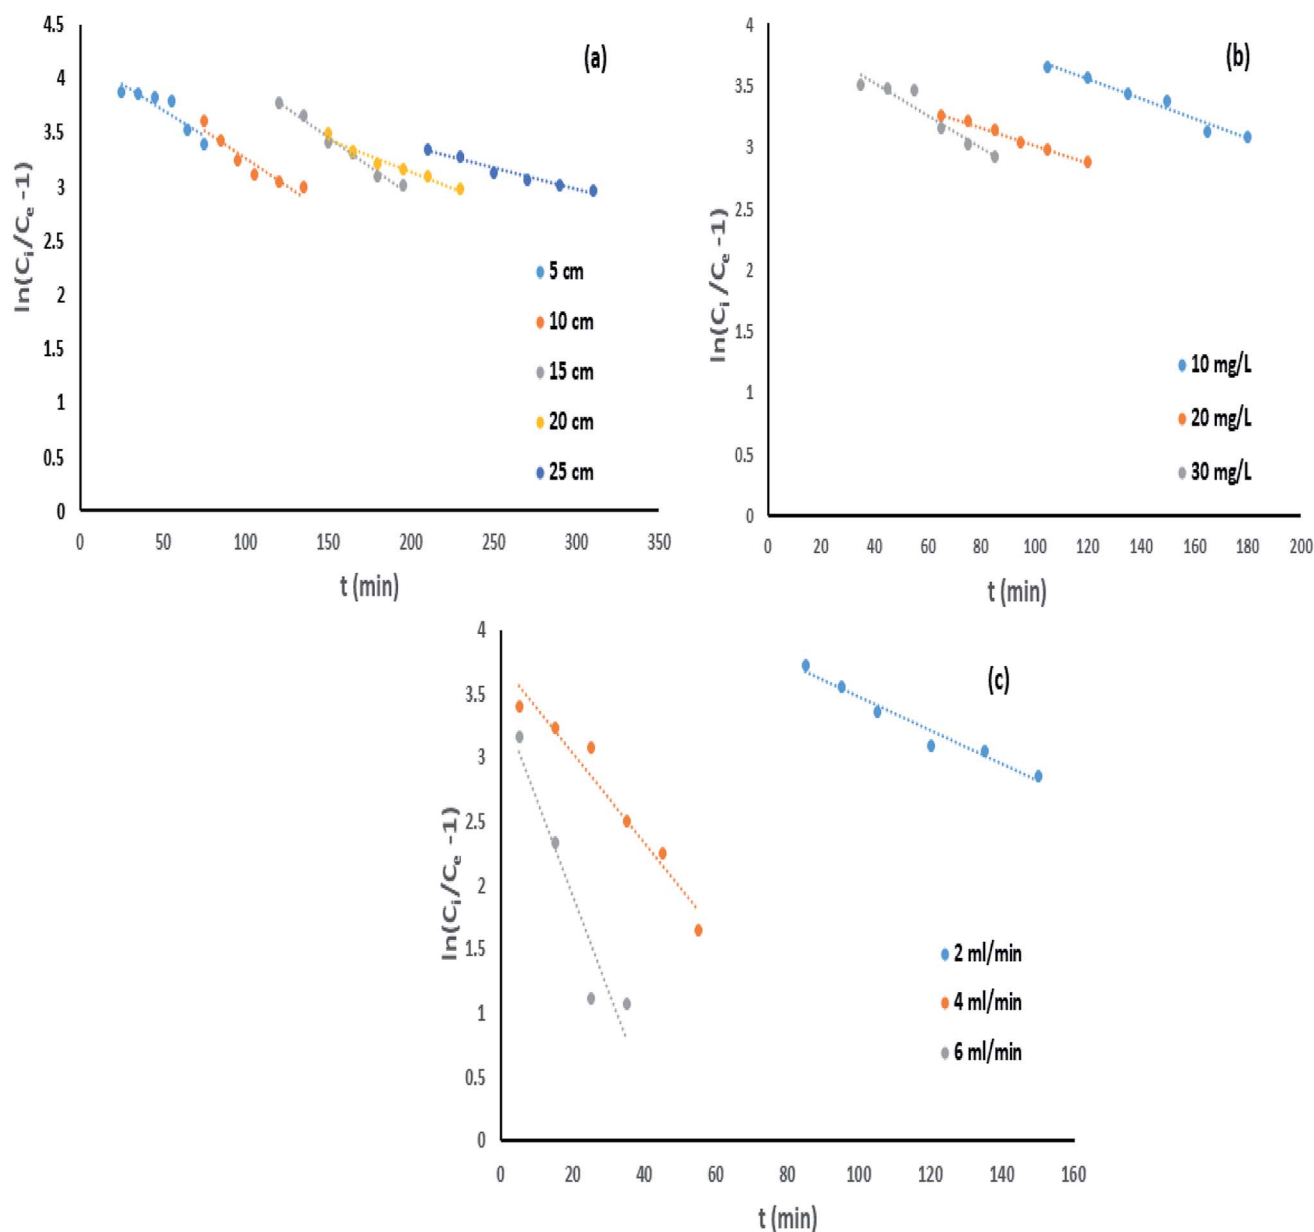 (a)
4.5
4
3.5
3
2.5
2
1.5
1
0.5
0
ln(Ci/Ce -1)
5 cm
10 cm
15 cm
20 cm
25 cm
0 50 100 150 200 250 300 350
t (min)
(b)
4
3.5
3
2.5
2
1.5
1
0.5
0
ln(Ci/Ce -1)
10 mg/L
20 mg/L
30 mg/L
0 20 40 60 80 100 120 140 160 180 200
t (min)
(c)
4
3.5
3
2.5
2
1.5
1
0.5
0
ln(Ci/Ce -1)
2 ml/min
4 ml/min
6 ml/min
0 20 40 60 80 100 120 140 160
t (min)